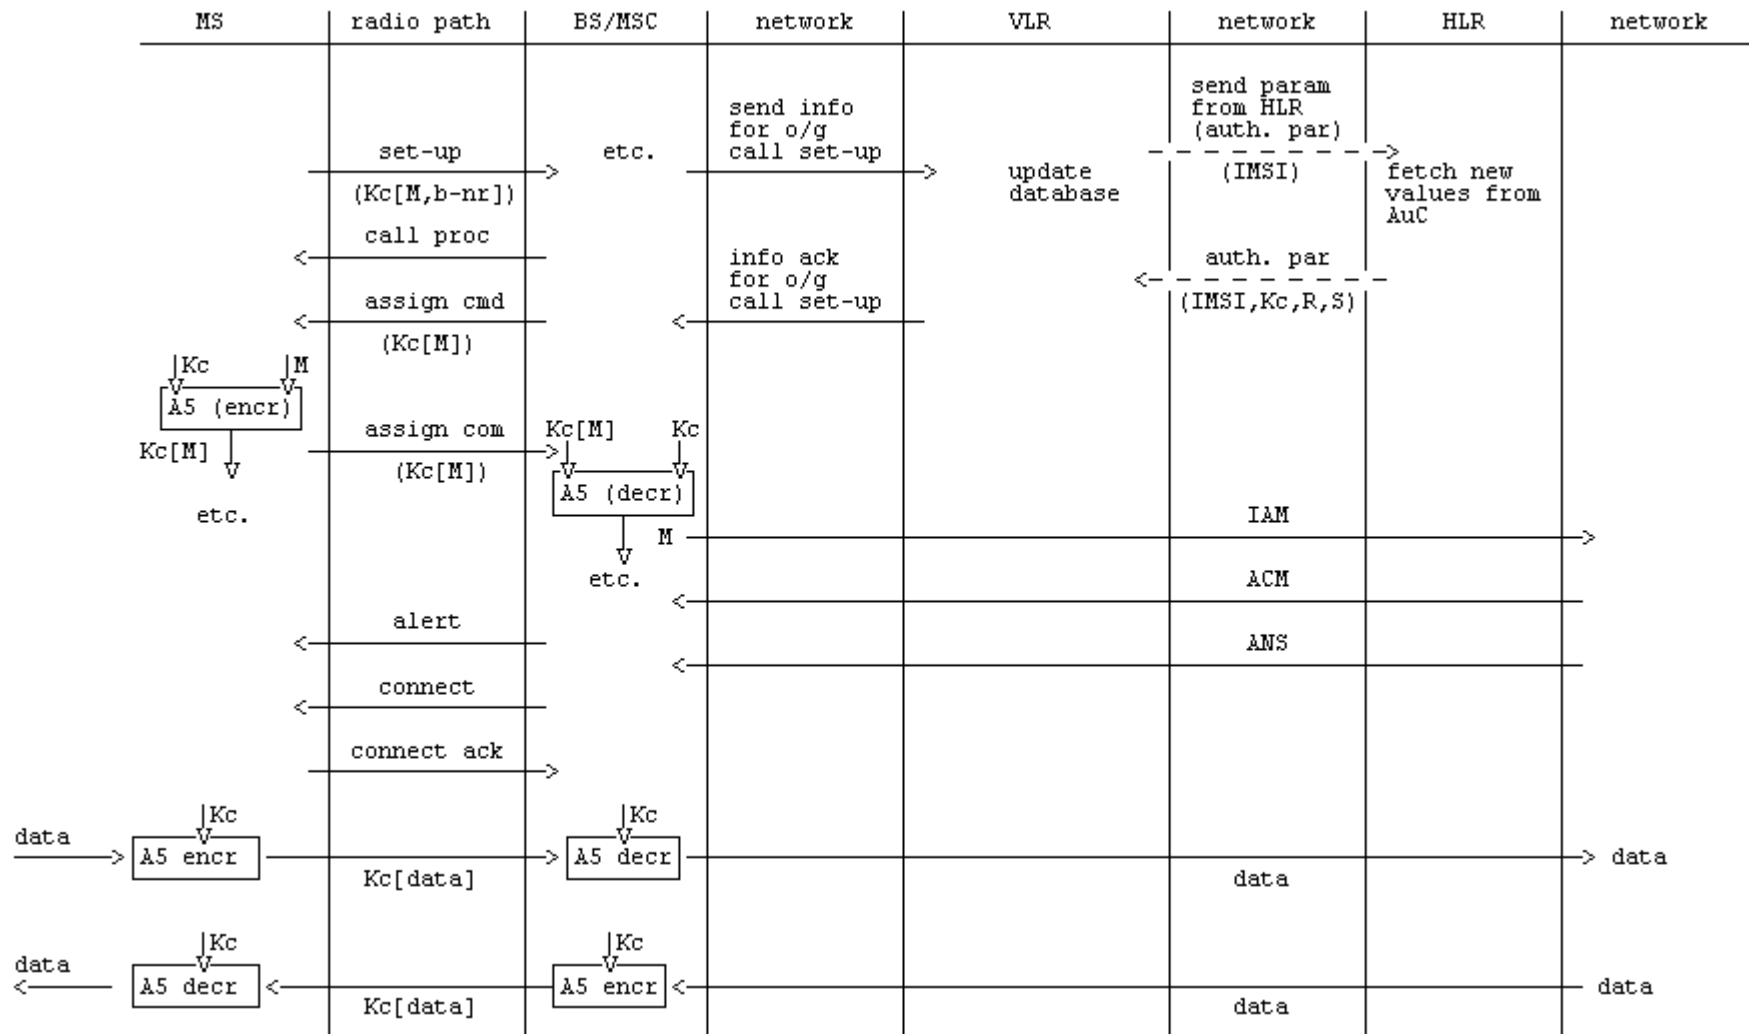 MS radio path BS/MSC network VLR network HLR network
send param
from HLR
(auth. par)
send info
for o/g
call set-up
set-up
etc.
(Kc[M,b-nr])
update
database
(IMSI)
fetch new
values from
AuC
call proc
info ack
for o/g
call set-up
auth. par
(IMSI,Kc,R,S)
assign cmd
(Kc[M])
Kc M
A5 (encr)
Kc[M]
etc.
assign com
(Kc[M])
Kc[M] Kc
A5 (decr)
M
etc.
IAM
ACM
alert
ANS
connect
connect ack
Kc Kc
data A5 encr A5 decr data
Kc[data] data
Kc Kc
data A5 decr A5 encr data
Kc[data] data